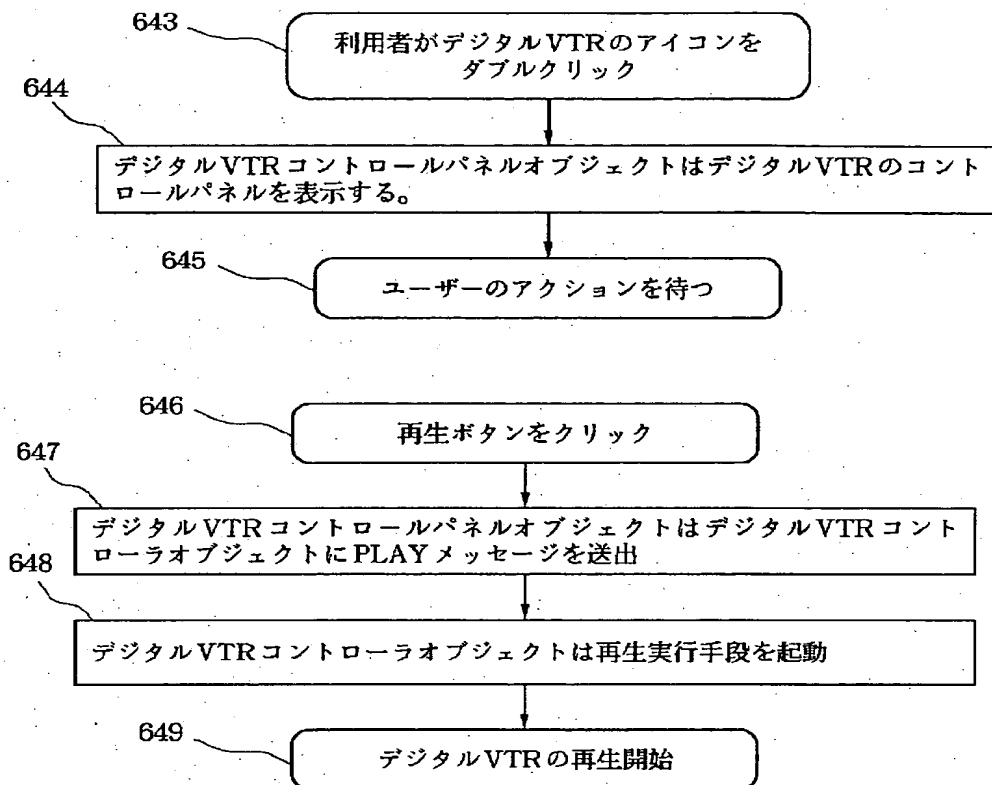 643
利用者がデジタルVTRのアイコンを
ダブルクリック
644
デジタルVTRコントロールパネルオブジェクトはデジタルVTRのコント
ロールパネルを表示する。
645
ユーザーのアクションを待つ
646
再生ボタンをクリック
647
デジタルVTRコントロールパネルオブジェクトはデジタルVTRコント
ローラオブジェクトにPLAYメッセージを送出
648
デジタルVTRコントローラオブジェクトは再生実行手段を起動
649
デジタルVTRの再生開始